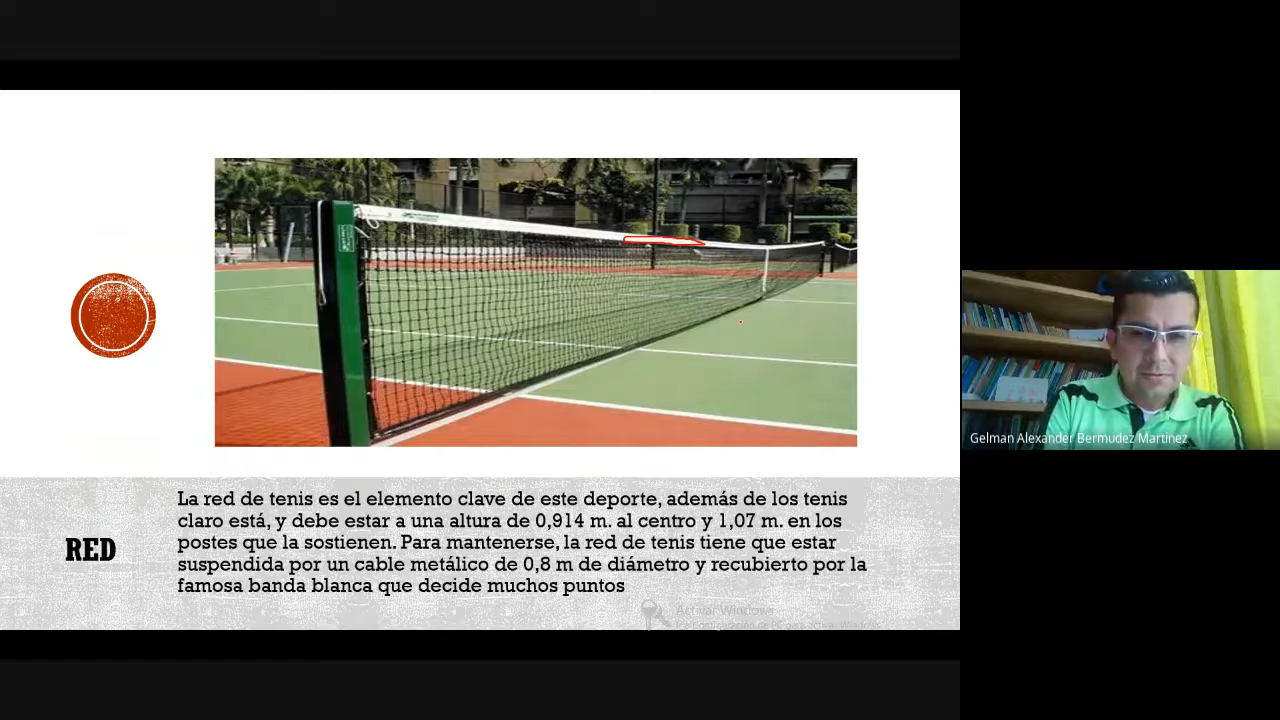 La red de tenis es el elemento clave de este deporte, además de los tenis
claro está, y debe estar a una altura de 0,914 m. al centro y 1,07 m. en los
postes que la sostienen. Para mantenerse, la red de tenis tiene que estar
suspendida por un cable metálico de 0,8 m de diámetro y recubierto por la
famosa banda blanca que decide muchos puntos
RED
Activar Windows
Gelman Alexander Bermudez Martinez